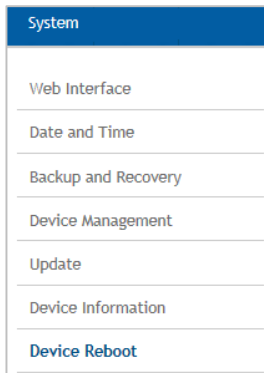 System
Web Interface
Date and Time
Backup and Recovery
Device Management
Update
Device Information
Device Reboot